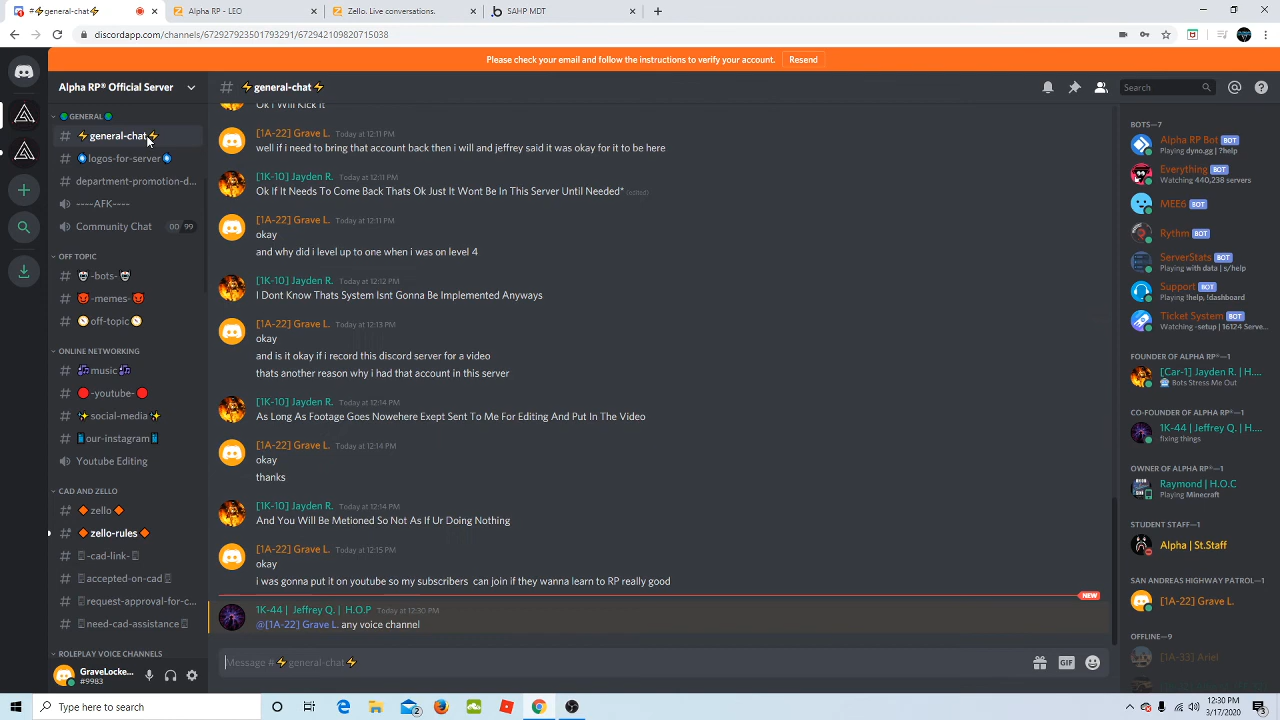 #⚡general-chat⚡
Alpha RP - LEO
Zello. Live conversations.
SAHP MDT
discordapp.com/channels/672927923501793291/672942109820715038
Please check your email and follow the instructions to verify your account.
Resend
Alpha RP® Official Server
⚡general-chat⚡
Search
GENERAL
⚡general-chat⚡
logos-for-server
department-promotion-d...
----AFK----
Community Chat 00 99
OFF TOPIC
-bots-
-memes-
off-topic
ONLINE NETWORKING
music
-youtube-
social-media
our-instagram
Youtube Editing
CAD AND ZELLO
zello
zello-rules
-cad-link-
accepted-on-cad
request-approval-for-c...
need-cad-assistance
ROLEPLAY VOICE CHANNELS
GraveLocke...
#9983
Ok I Will Kick It
[1A-22] Grave L. Today at 12:11 PM
well if i need to bring that account back then i will and jeffrey said it was okay for it to be here
[1K-10] Jayden R. Today at 12:11 PM
Ok If It Needs To Come Back Thats Ok Just It Wont Be In This Server Until Needed* (edited)
[1A-22] Grave L. Today at 12:11 PM
okay
and why did i level up to one when i was on level 4
[1K-10] Jayden R. Today at 12:12 PM
I Dont Know Thats System Isnt Gonna Be Implemented Anyways
[1A-22] Grave L. Today at 12:13 PM
okay
and is it okay if i record this discord server for a video
thats another reason why i had that account in this server
[1K-10] Jayden R. Today at 12:14 PM
As Long As Footage Goes Nowehere Exept Sent To Me For Editing And Put In The Video
[1A-22] Grave L. Today at 12:14 PM
okay
thanks
[1K-10] Jayden R. Today at 12:14 PM
And You Will Be Metioned So Not As If Ur Doing Nothing
[1A-22] Grave L. Today at 12:15 PM
okay
i was gonna put it on youtube so my subscribers can join if they wanna learn to RP really good
NEW
1K-44 | Jeffrey Q. | H.O.P Today at 12:30 PM
@[1A-22] Grave L. any voice channel
Message #⚡general-chat⚡
GIF
BOTS—7
Alpha RP Bot BOT
Playing dyno.gg | ?help
Everything BOT
Watching 440,238 servers
MEE6 BOT
Rythm BOT
ServerStats BOT
Playing with data | s/help
Support BOT
Playing !help, !dashboard
Ticket System BOT
Watching -setup | 16124 Serve...
FOUNDER OF ALPHA RP®—1
[Car-1] Jayden R. | H....
Bots Stress Me Out
CO-FOUNDER OF ALPHA RP®—1
1K-44 | Jeffrey Q. | H....
fixing things
OWNER OF ALPHA RP®—1
Raymond | H.O.C
Playing Minecraft
STUDENT STAFF—1
Alpha | St.Staff
SAN ANDREAS HIGHWAY PATROL—1
[1A-22] Grave L.
OFFLINE—9
[1A-33] Ariel
Type here to search
2
12:30 PM
3/17/2020